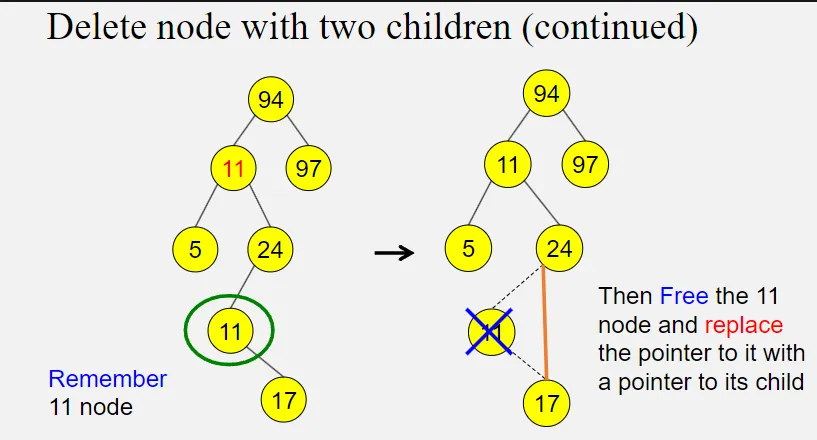 Delete node with two children (continued)
94
94
11
97
11
97
5
24
5
24
11
11
17
17
Remember
11 node
Then Free the 11
node and replace
the pointer to it with
a pointer to its child